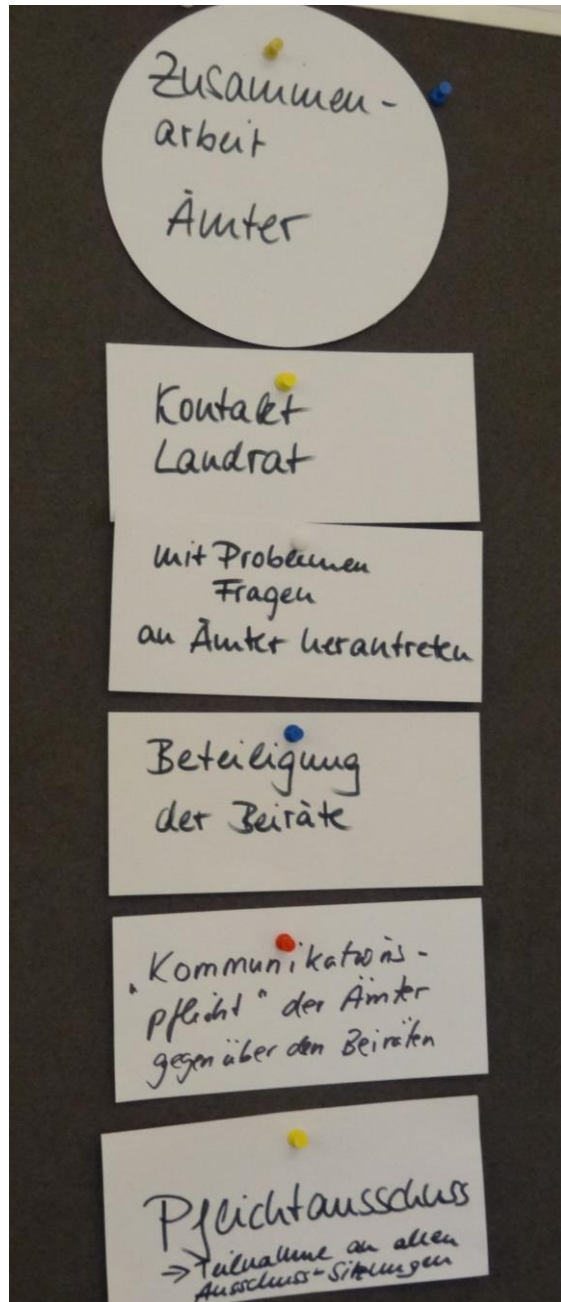 Zusammen-
arbeit
Ämter
Kontakt
Landrat
mit Problemen
Fragen
an Ämter herantreten
Beteiligung
der Beiräte
"Kommunikations-
pflicht" der Ämter
gegenüber den Beiräten
Pflichtausschuss
→ Teilnahme an allen
Ausschuss-Sitzungen